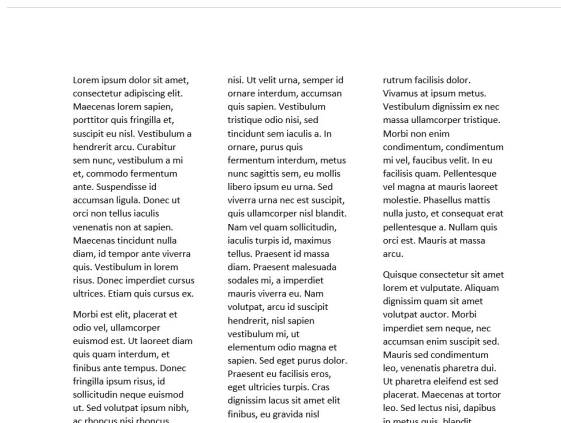 Lorem ipsum dolor sit amet,
consectetur adipiscing elit.
Maecenas lorem sapien,
porttitor quis fringilla et,
suscipit eu nisl. Vestibulum a
hendrerit arcu. Curabitur
sem nunc, vestibulum a mi
et, commodo fermentum
ante. Suspendisse id
accumsan ligula. Donec ut
orci non tellus iaculis
venenatis non at sapien.
Maecenas tincidunt nulla
diam, id tempor ante viverra
quis. Vestibulum in lorem
risus. Donec imperdiet cursus
ultrices. Etiam quis cursus ex.
Morbi est elit, placerat et
odio vel, ullamcorper
euismod est. Ut laoreet diam
quis quam interdum, et
finibus ante tempus. Donec
fringilla ipsum risus, id
sollicitudin neque euismod
ut. Sed volutpat ipsum nibh,
ac rhoncus nisi rhoncus
nisi. Ut velit urna, semper id
ornare interdum, accumsan
quis sapien. Vestibulum
tristique odio nisi, sed
tincidunt sem iaculis a. In
ornare, purus quis
fermentum interdum, metus
nunc sagittis sem, eu mollis
libero ipsum eu urna. Sed
viverra urna nec est suscipit,
quis ullamcorper nisl blandit.
Nam vel quam sollicitudin,
iaculis turpis id, maximus
tellus. Praesent id massa
diam. Praesent malesuada
sodales mi, a imperdiet
mauris viverra eu. Nam
volutpat, arcu id suscipit
hendrerit, nisl sapien
vestibulum mi, ut
elementum odio magna et
sapien. Sed eget purus dolor.
Praesent eu facilisis eros,
eget ultricies turpis. Cras
dignissim lacus sit amet elit
finibus, eu gravida nisl
rutrum facilisis dolor.
Vivamus at ipsum metus.
Vestibulum dignissim ex nec
massa ullamcorper tristique.
Morbi non enim
condimentum, condimentum
mi vel, faucibus velit. In eu
facilisis quam. Pellentesque
vel magna at mauris laoreet
molestie. Phasellus mattis
nulla justo, et consequat erat
pellentesque a. Nullam quis
orci est. Mauris at massa
arcu.
Quisque consectetur sit amet
lorem et vulputate. Aliquam
dignissim quam sit amet
volutpat auctor. Morbi
imperdiet sem neque, nec
accumsan enim suscipit sed.
Mauris sed condimentum
leo, venenatis pharetra dui.
Ut pharetra eleifend est sed
placerat. Maecenas at tortor
leo. Sed lectus nisi, dapibus
in metus quis, blandit